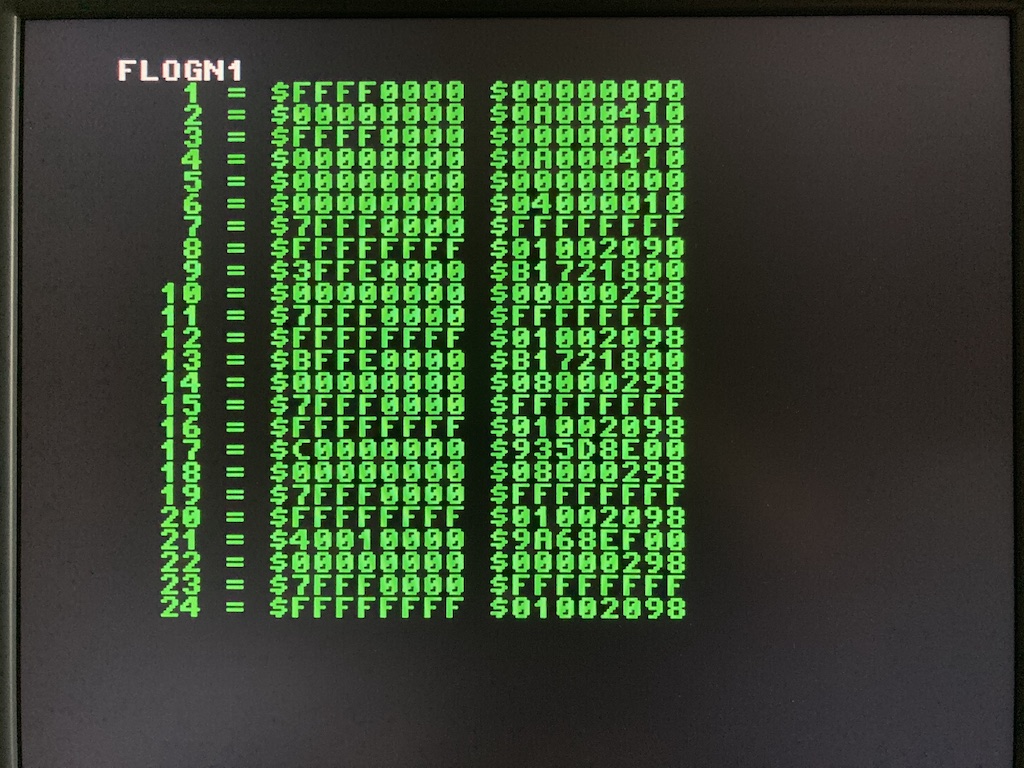 FLOGN1
1 = $FFFF0000 $00000000
2 = $00000000 $0A000410
3 = $FFFF0000 $00000000
4 = $00000000 $0A000410
5 = $00000000 $00000000
6 = $00000000 $04000010
7 = $7FFF0000 $FFFFFFFF
8 = $FFFFFFFF $01002090
9 = $3FFE0000 $B1721800
10 = $00000000 $00000298
11 = $7FFF0000 $FFFFFFFF
12 = $FFFFFFFF $01002098
13 = $BFFE0000 $B1721800
14 = $00000000 $08000298
15 = $7FFF0000 $FFFFFFFF
16 = $FFFFFFFF $01002098
17 = $C0000000 $935D8E00
18 = $00000000 $08000298
19 = $7FFF0000 $FFFFFFFF
20 = $FFFFFFFF $01002098
21 = $40010000 $9A68EF00
22 = $00000000 $00000298
23 = $7FFF0000 $FFFFFFFF
24 = $FFFFFFFF $01002098